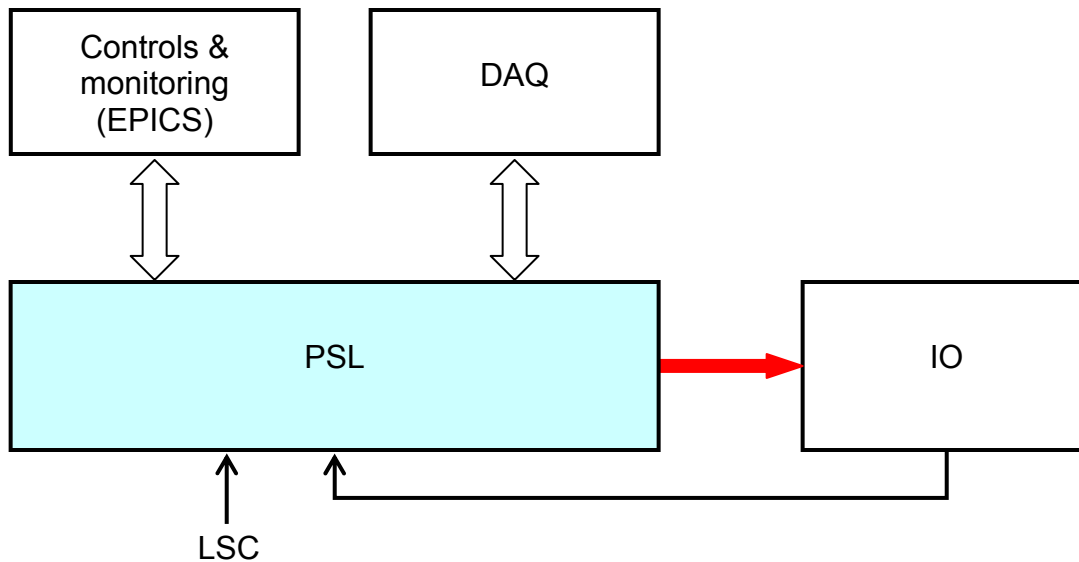 Controls &
monitoring
(EPICS)
DAQ
PSL
IO
LSC